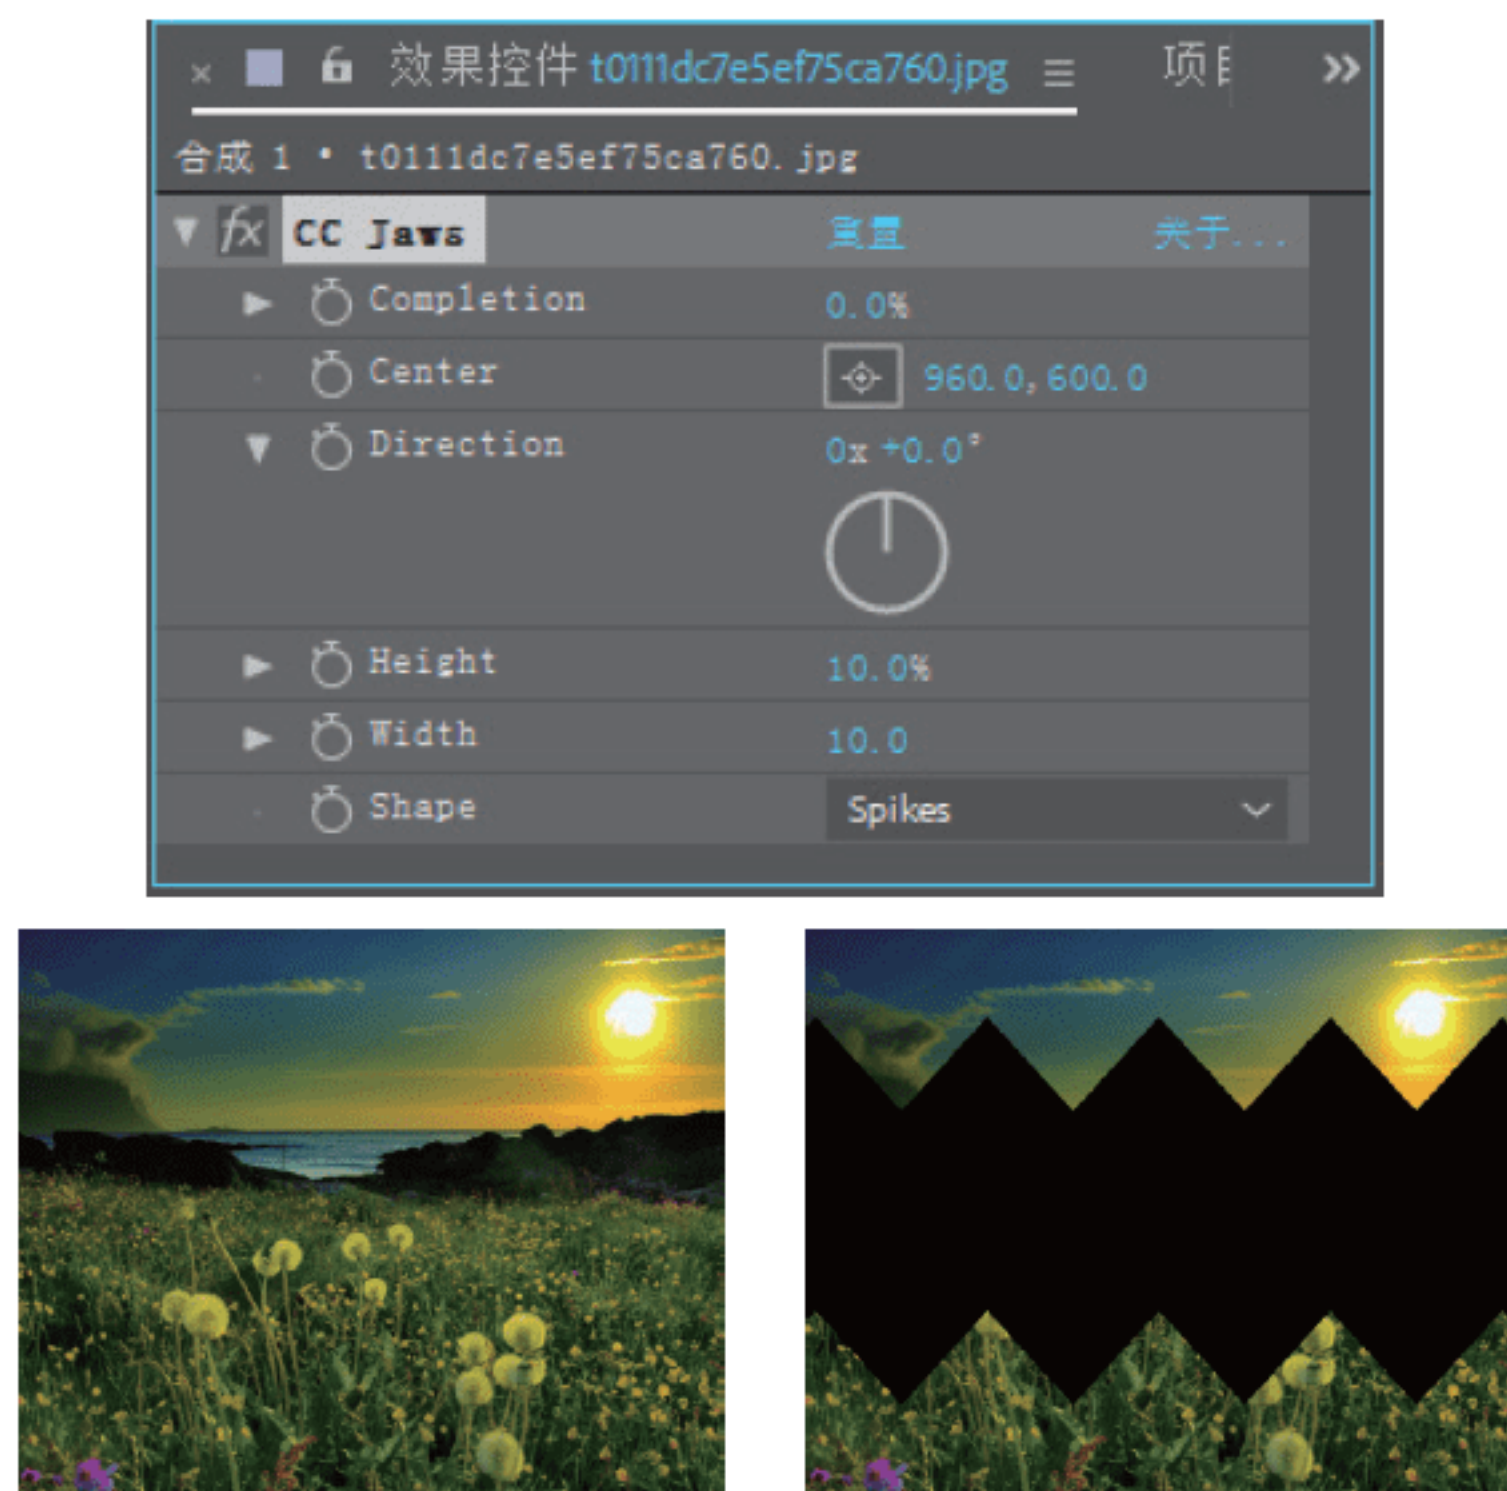 × 效果控件 t0111dc7e5ef75ca760.jpg ≡ 项目 »
合成 1 • t0111dc7e5ef75ca760.jpg
fx CC Jaws 重置 关于...
Completion 0.0%
Center 960.0,600.0
Direction 0x +0.0°
Height 10.0%
Width 10.0
Shape Spikes